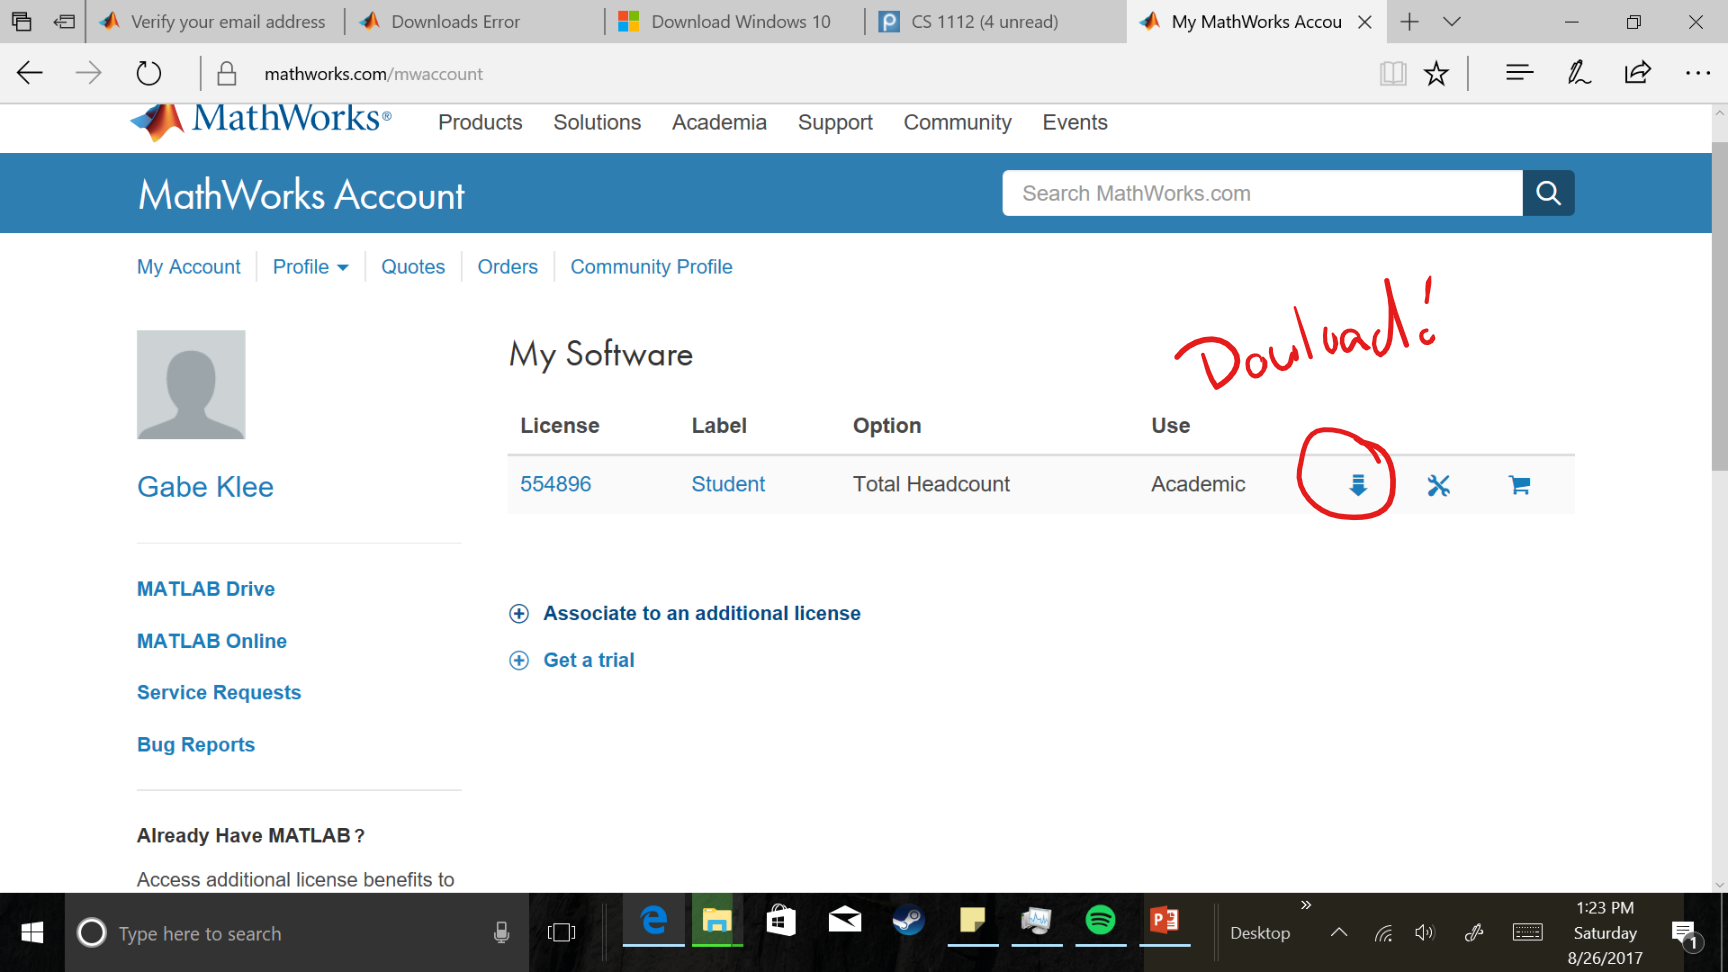 Verify your email address
Downloads Error
Download Windows 10
CS 1112 (4 unread)
My MathWorks Accou
mathworks.com/mwaccount
MathWorks®
Products Solutions Academia Support Community Events
MathWorks Account
Search MathWorks.com
My Account Profile Quotes Orders Community Profile
Download!
My Software
License Label Option Use
554896 Student Total Headcount Academic
Gabe Klee
Associate to an additional license
Get a trial
MATLAB Drive
MATLAB Online
Service Requests
Bug Reports
Already Have MATLAB?
Access additional license benefits to
Type here to search
Desktop
1:23 PM
Saturday
8/26/2017
1